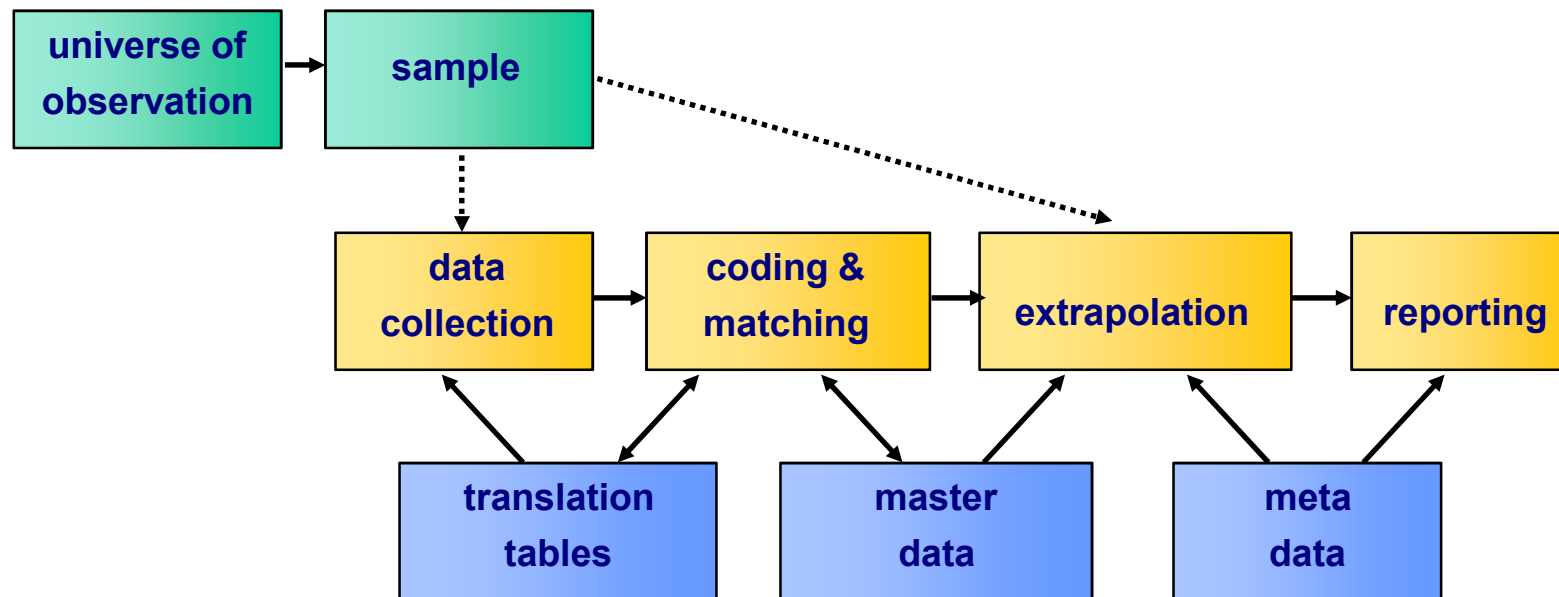 universe of
observation
sample
data
collection
coding &
matching
extrapolation
reporting
translation
tables
master
data
meta
data